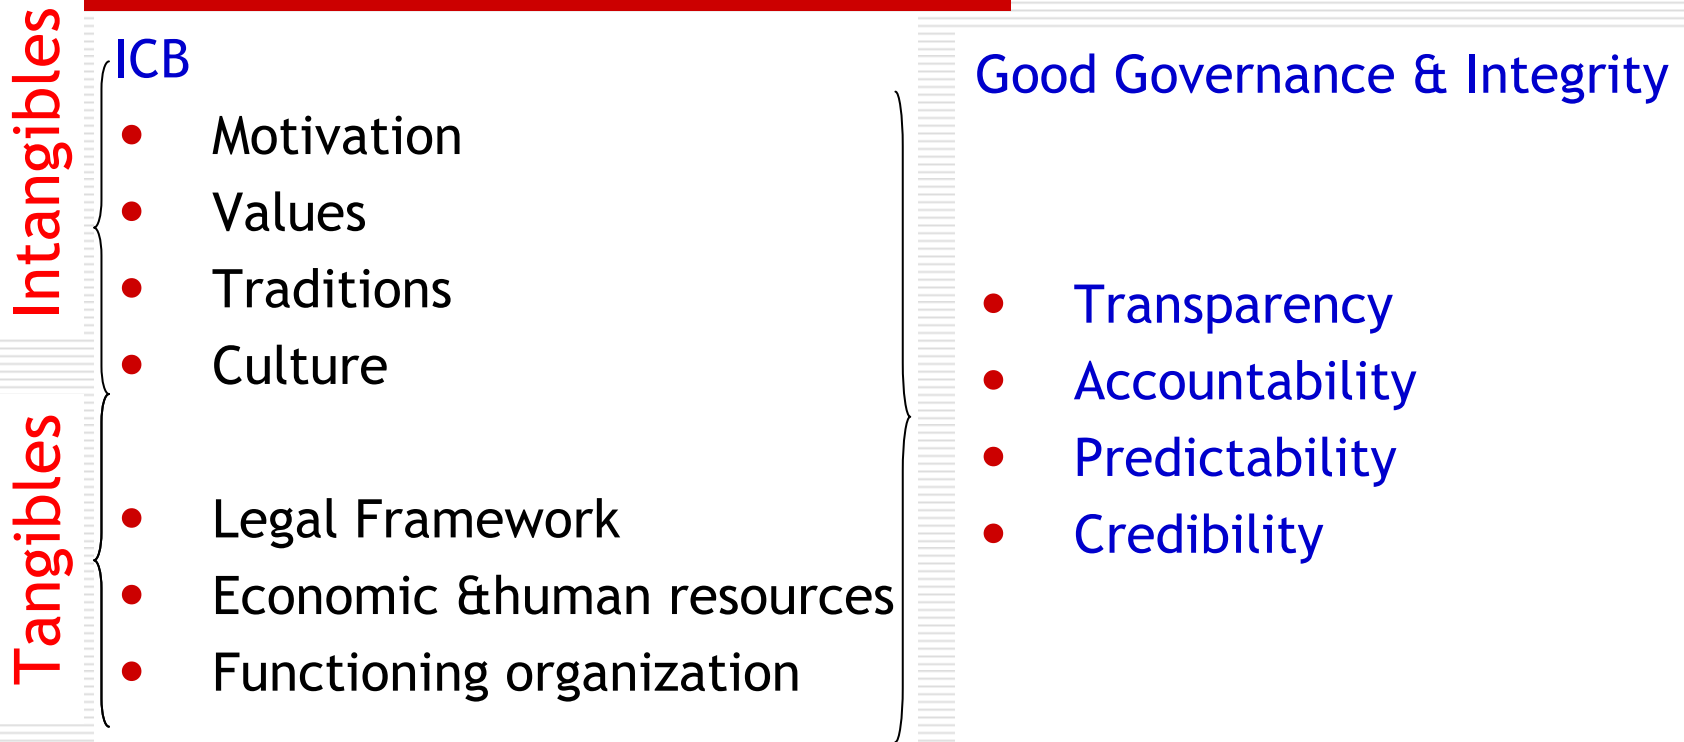 Intangibles
ICB
• Motivation
• Values
• Traditions
• Culture
Tangibles
• Legal Framework
• Economic &human resources
• Functioning organization
Good Governance & Integrity
• Transparency
• Accountability
• Predictability
• Credibility